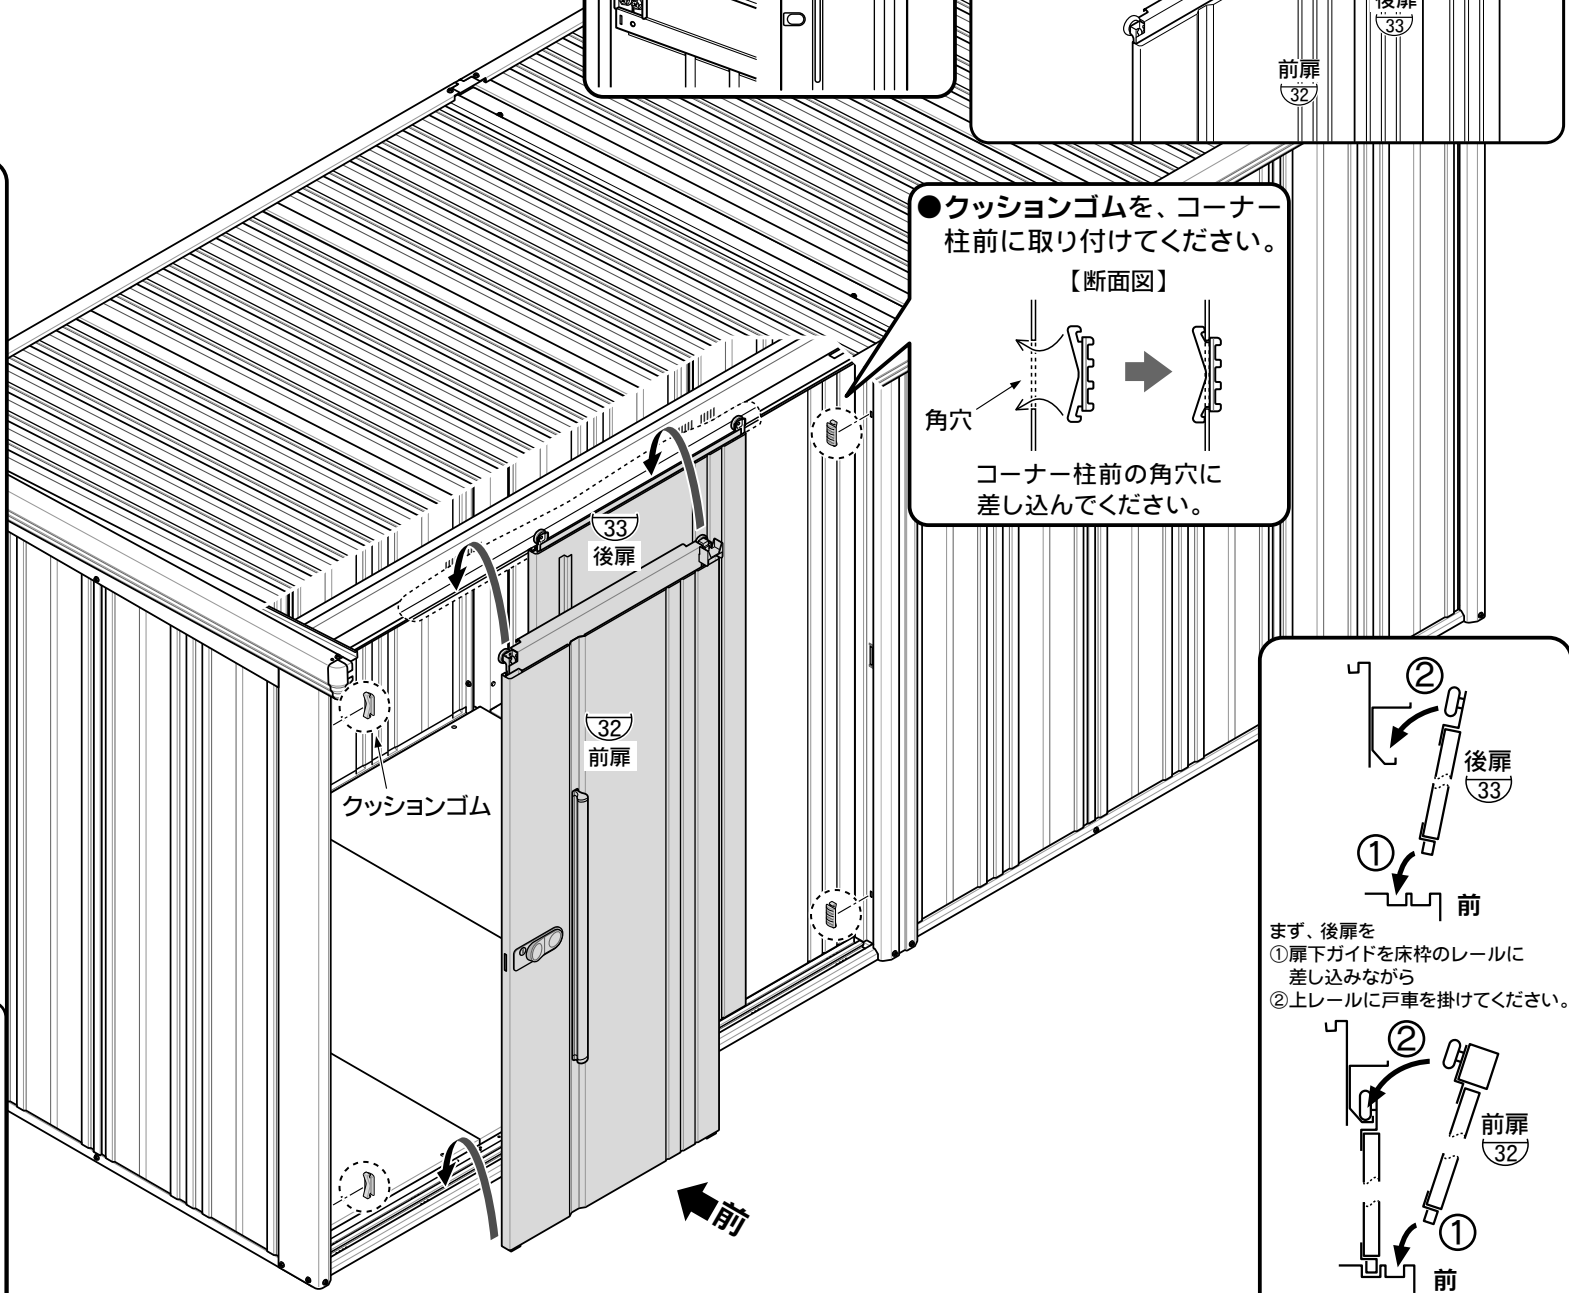 後扉
33
前扉
32
●クッションゴムを、コーナー
柱前に取り付けてください。
【断面図】
角穴
コーナー柱前の角穴に
差し込んでください。
33
後扉
32
前扉
クッションゴム
前
②
後扉
33
①
前
まず、後扉を
①扉下ガイドを床枠のレールに
差し込みながら
②上レールに戸車を掛けてください。
②
前扉
32
①
前